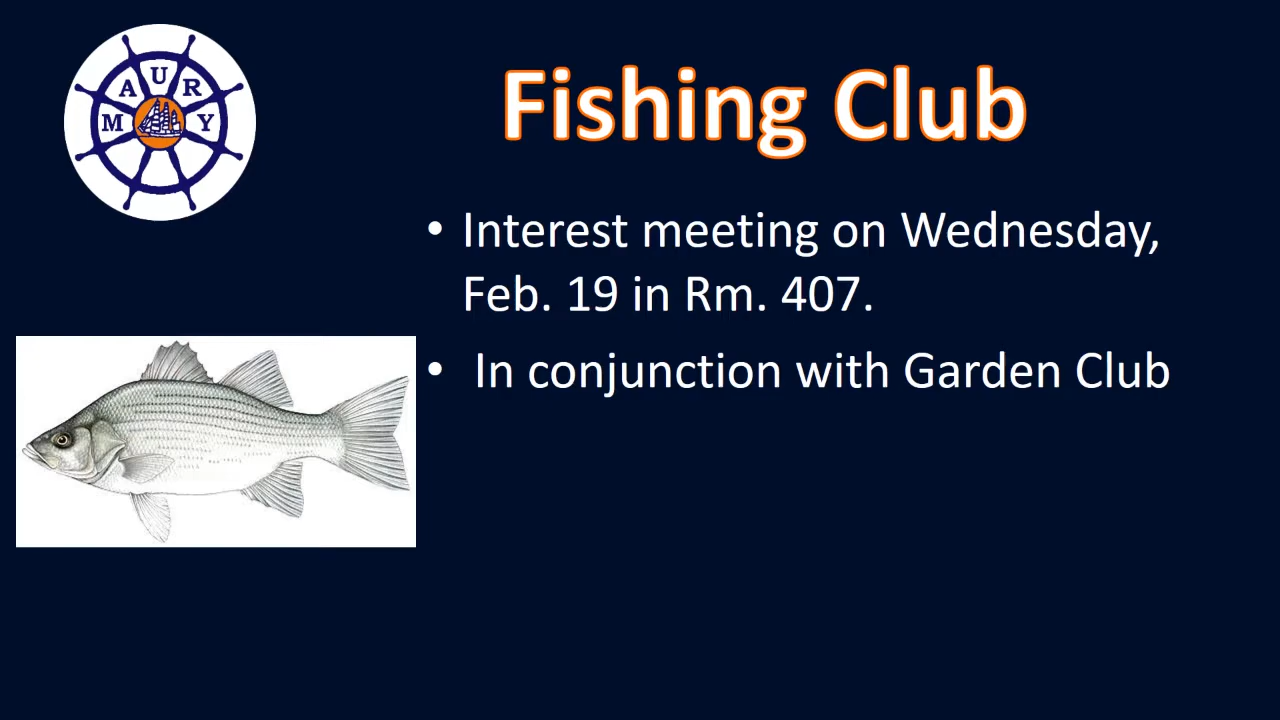 MAURY
Fishing Club
• Interest meeting on Wednesday,
Feb. 19 in Rm. 407.
• In conjunction with Garden Club